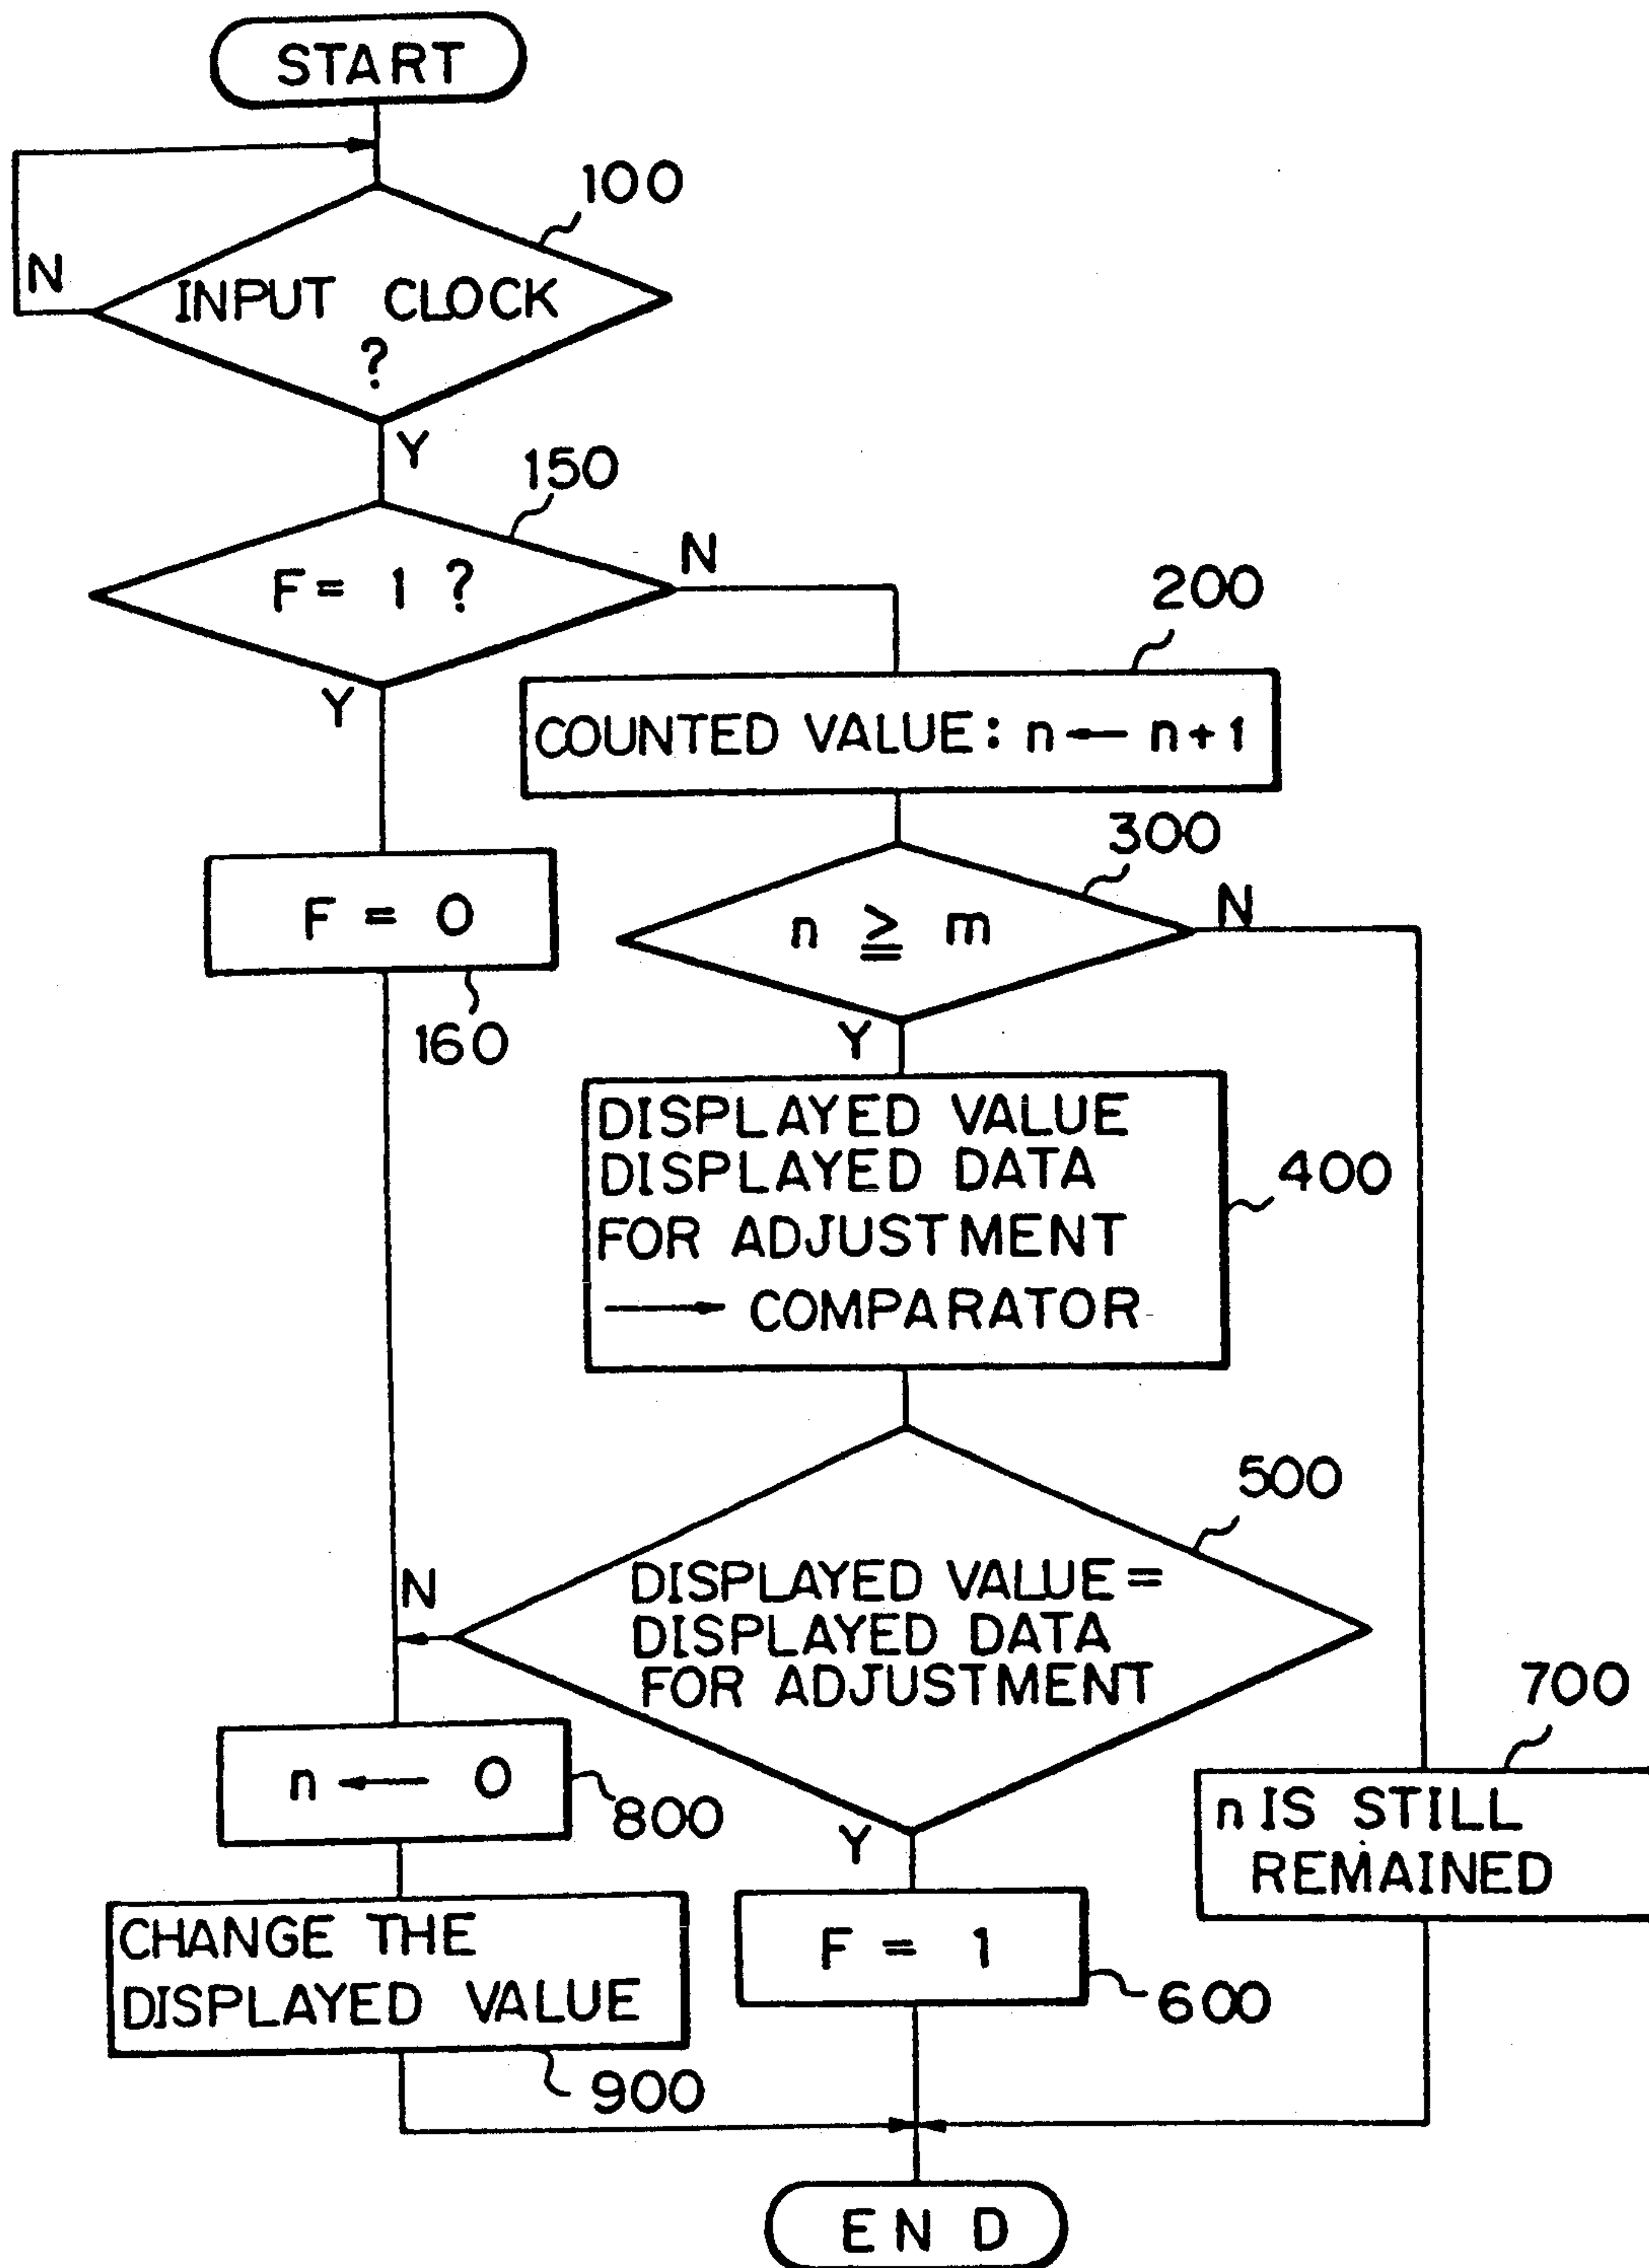 START
100
N
INPUT CLOCK
?
Y
150
F = 1 ?
N
200
Y
COUNTED VALUE: n ← n+1
300
F = 0
n ≧ m
N
160
Y
DISPLAYED VALUE
DISPLAYED DATA
FOR ADJUSTMENT
→ COMPARATOR
400
500
N
DISPLAYED VALUE =
DISPLAYED DATA
FOR ADJUSTMENT
700
n ← 0
800
Y
n IS STILL
REMAINED
CHANGE THE
DISPLAYED VALUE
F = 1
600
900
END